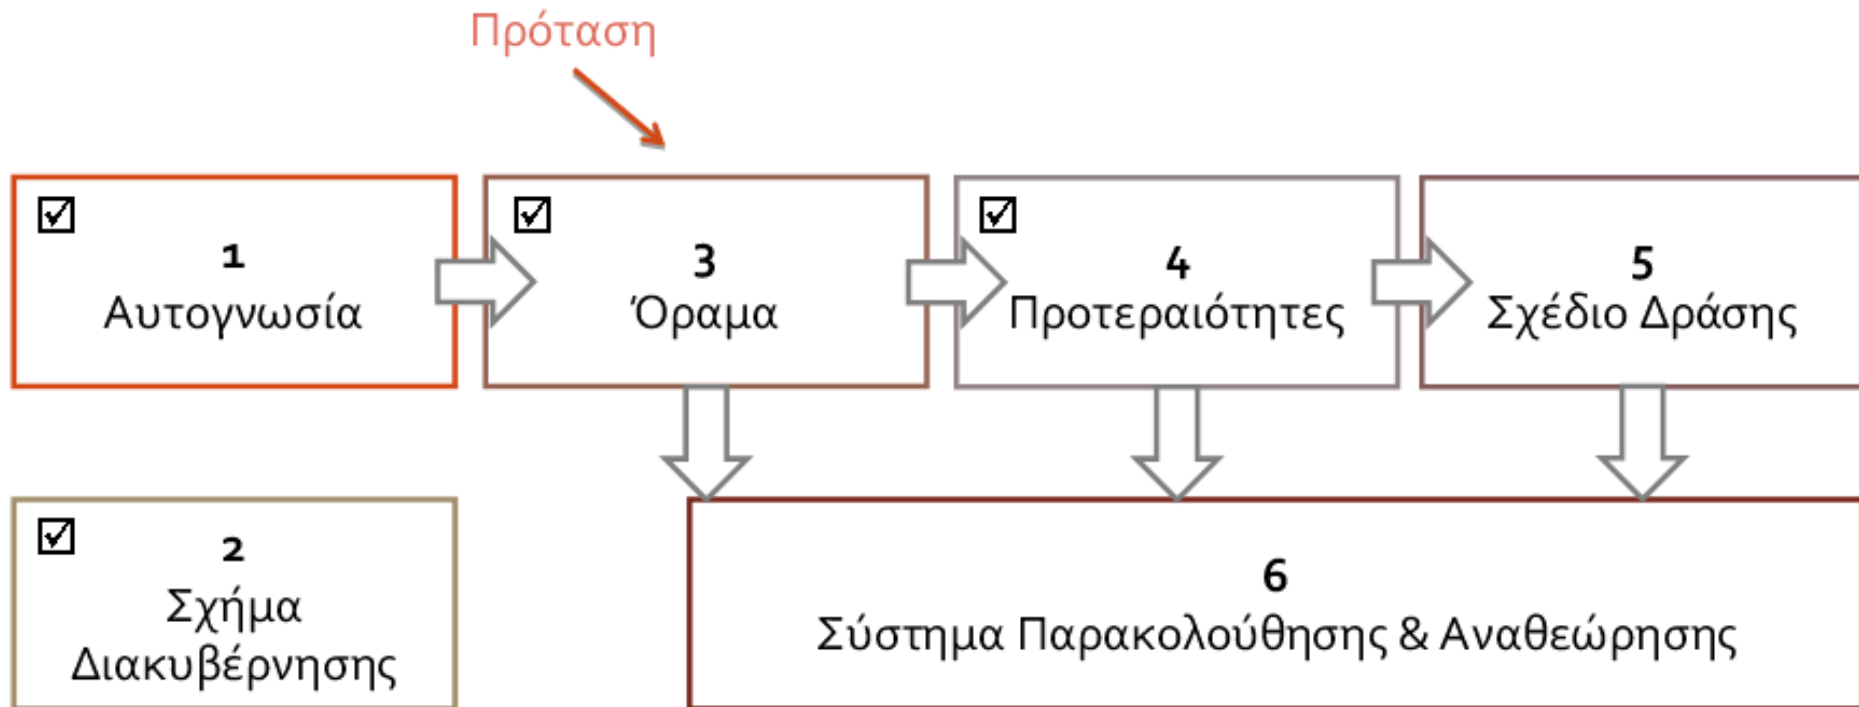 Πρόταση
1
Αυτογνωσία
3
Όραμα
4
Προτεραιότητες
5
Σχέδιο Δράσης
2
Σχήμα
Διακυβέρνησης
6
Σύστημα Παρακολούθησης & Αναθεώρησης